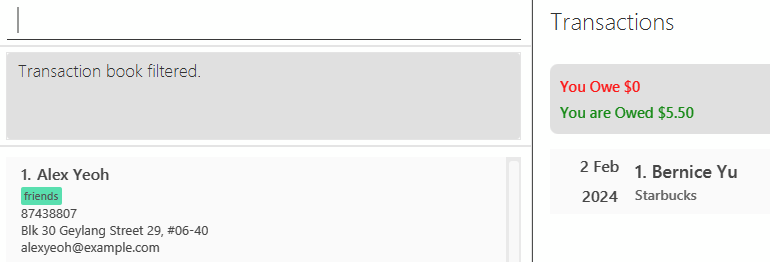 Transaction book filtered.
1. Alex Yeoh
friends
87438807
Blk 30 Geylang Street 29, #06-40
alexyeoh@example.com
Transactions
You Owe $0
You are Owed $5.50
2 Feb
2024
1. Bernice Yu
Starbucks